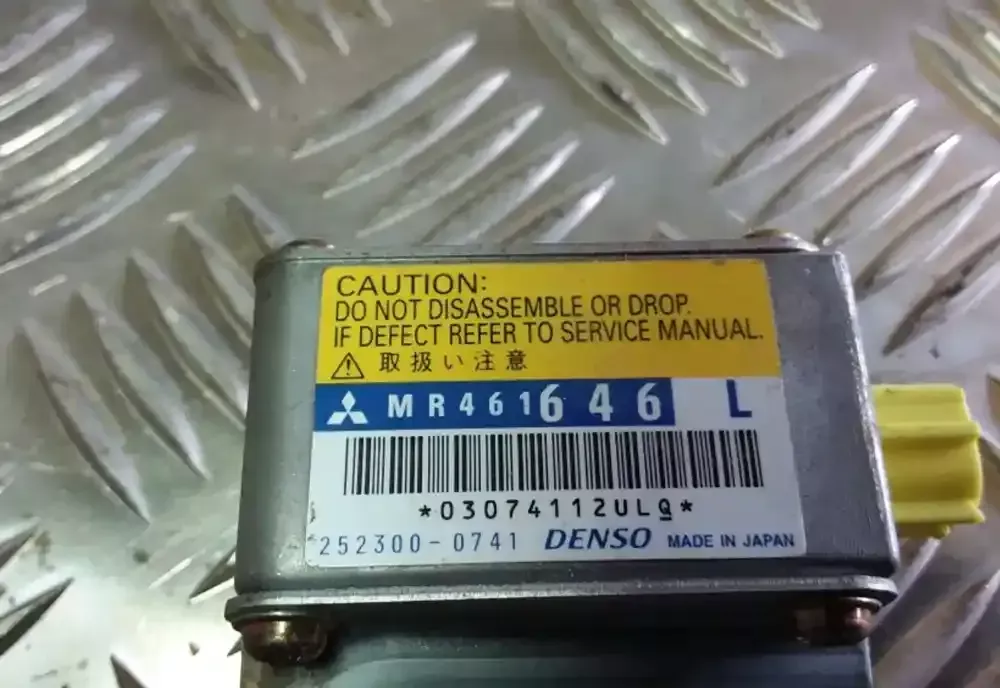 CAUTION:
DO NOT DISASSEMBLE OR DROP.
IF DEFECT REFER TO SERVICE MANUAL.
取扱い注意
MR461646 L
*03074112ULQ*
252300-0741 DENSO MADE IN JAPAN